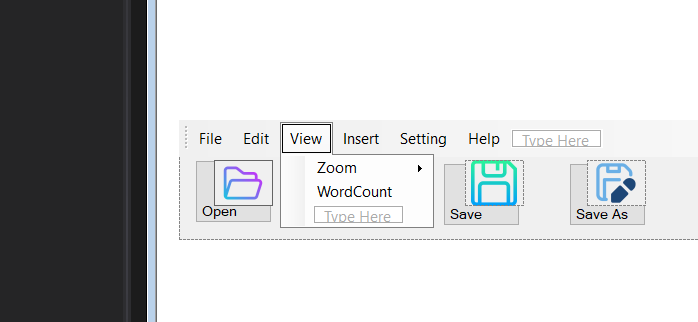 File Edit View Insert Setting Help Type Here
Zoom
WordCount
Type Here
Open
Save
Save As